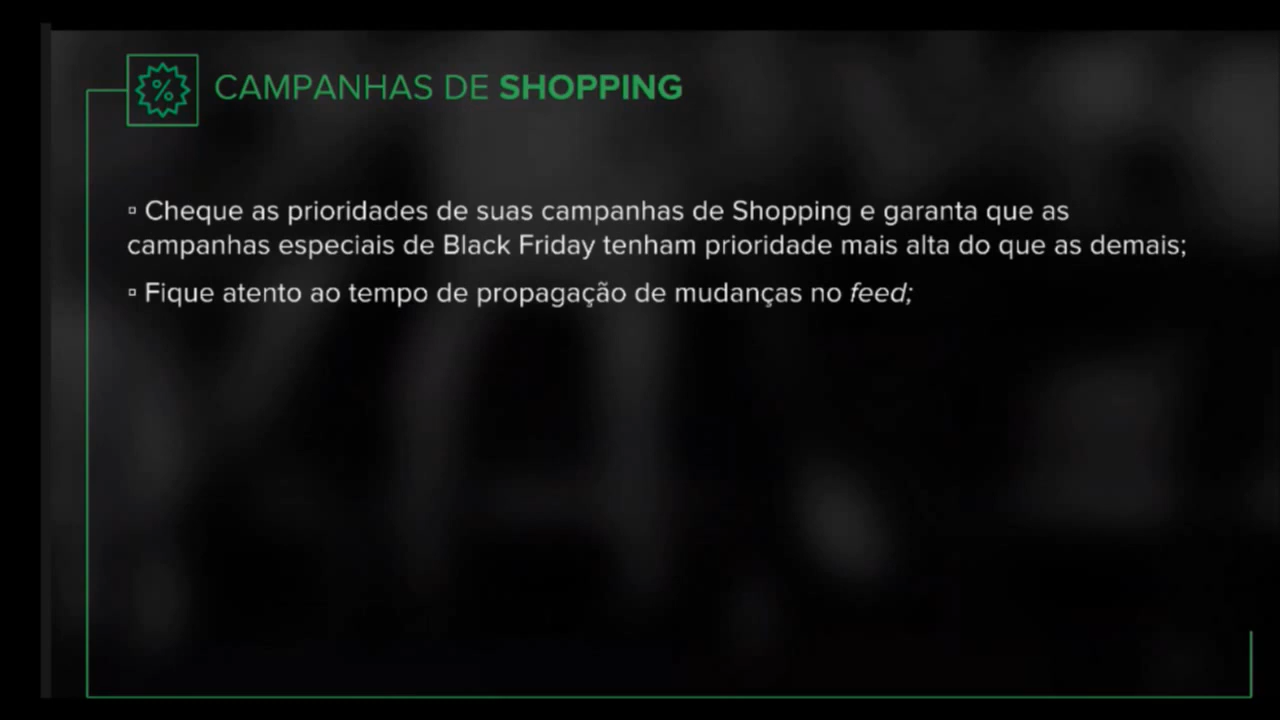 %
CAMPANHAS DE SHOPPING
▫ Cheque as prioridades de suas campanhas de Shopping e garanta que as
campanhas especiais de Black Friday tenham prioridade mais alta do que as demais;
▫ Fique atento ao tempo de propagação de mudanças no feed;